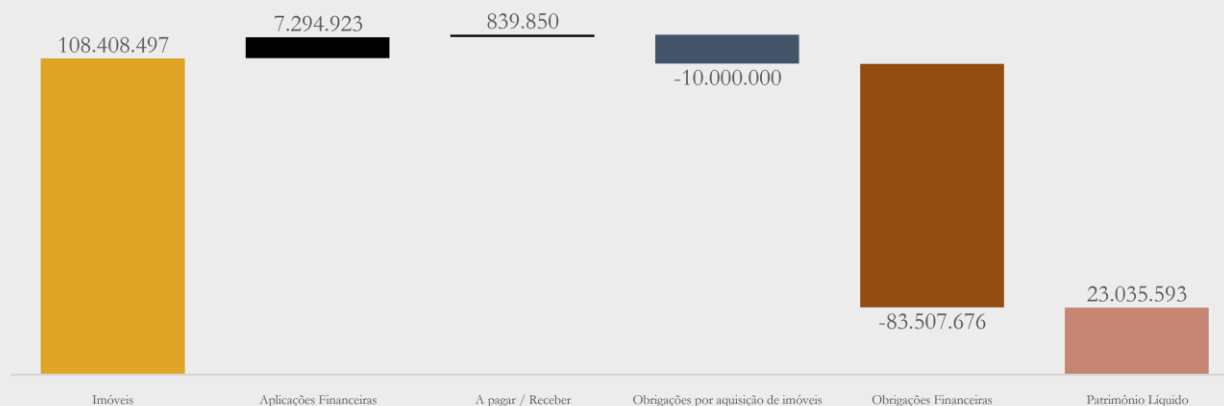 108.408.497
7.294.923
839.850
-10.000.000
-83.507.676
23.035.593
Imóveis
Aplicações Financeiras
A pagar / Receber
Obrigações por aquisição de imóveis
Obrigações Financeiras
Patrimônio Líquido